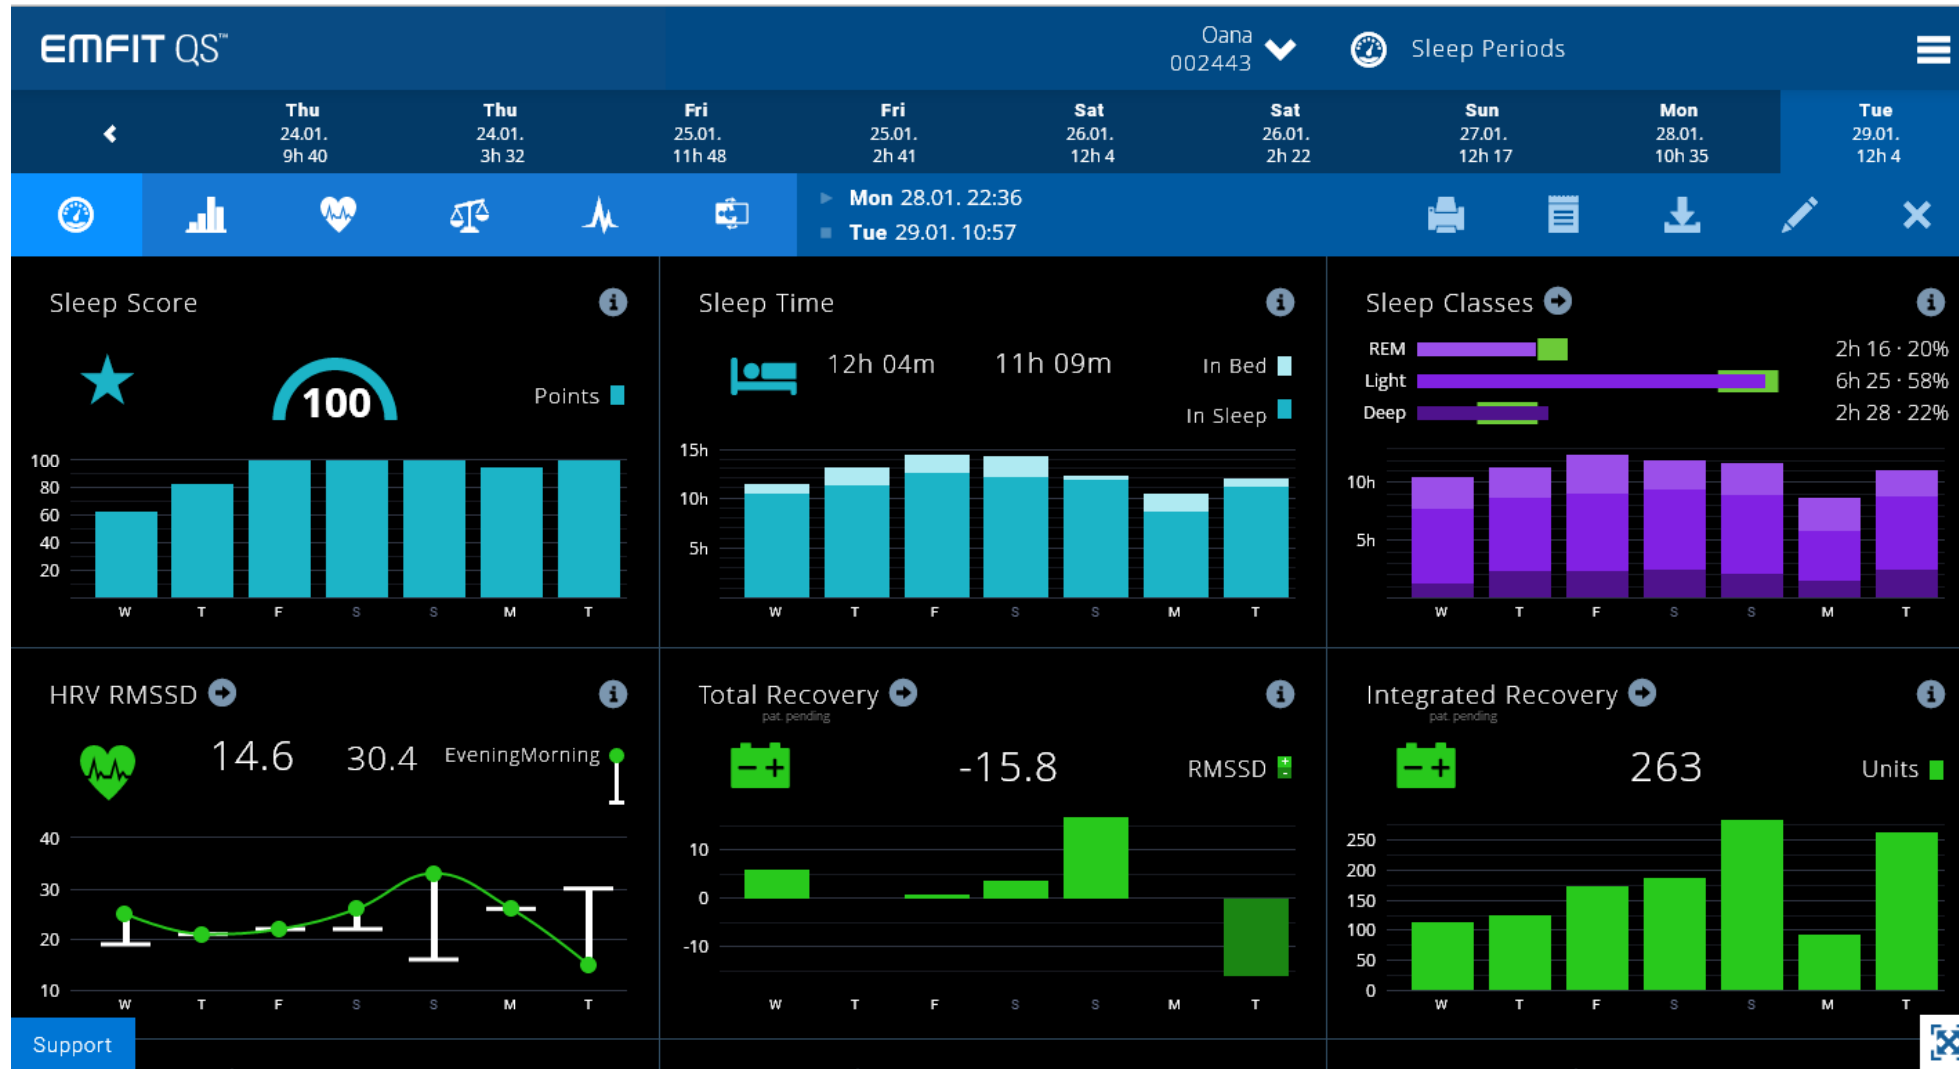 EMFIT QS™
Oana
002443
Sleep Periods
Thu
24.01.
9h 40
Thu
24.01.
3h 32
Fri
25.01.
11h 48
Fri
25.01.
2h 41
Sat
26.01.
12h 4
Sat
26.01.
2h 22
Sun
27.01.
12h 17
Mon
28.01.
10h 35
Tue
29.01.
12h 4
Mon 28.01. 22:36
Tue 29.01. 10:57
Sleep Score
100
Points
100
80
60
40
20
W T F S S M T
Sleep Time
12h 04m 11h 09m
In Bed
In Sleep
15h
10h
5h
W T F S S M T
Sleep Classes
REM 2h 16 · 20%
Light 6h 25 · 58%
Deep 2h 28 · 22%
10h
5h
W T F S S M T
HRV RMSSD
14.6 30.4 EveningMorning
40
30
20
10
W T F S S M T
Total Recovery
pat. pending
-15.8 RMSSD
+
-
10
0
-10
W T F S S M T
Integrated Recovery
pat. pending
263 Units
250
200
150
100
50
0
W T F S S M T
Support